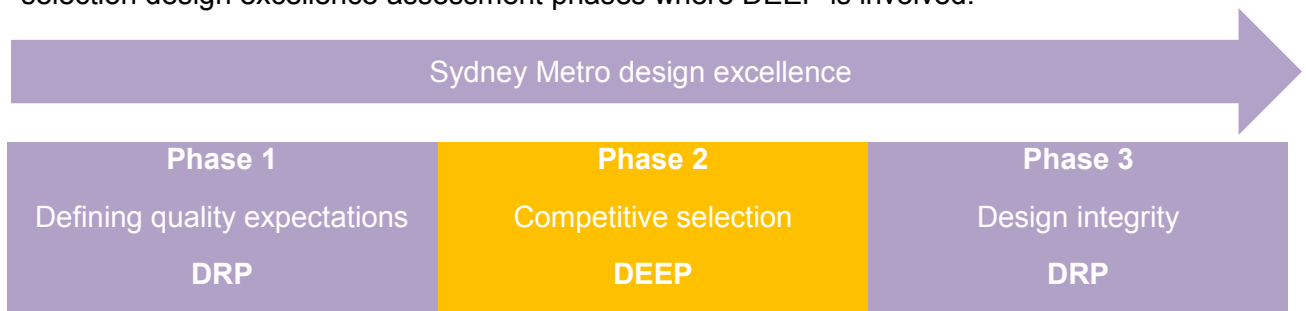 selection design excellence assessment phases where DEEP is involved.
Sydney Metro design excellence
Phase 1
Defining quality expectations
DRP
Phase 2
Competitive selection
DEEP
Phase 3
Design integrity
DRP